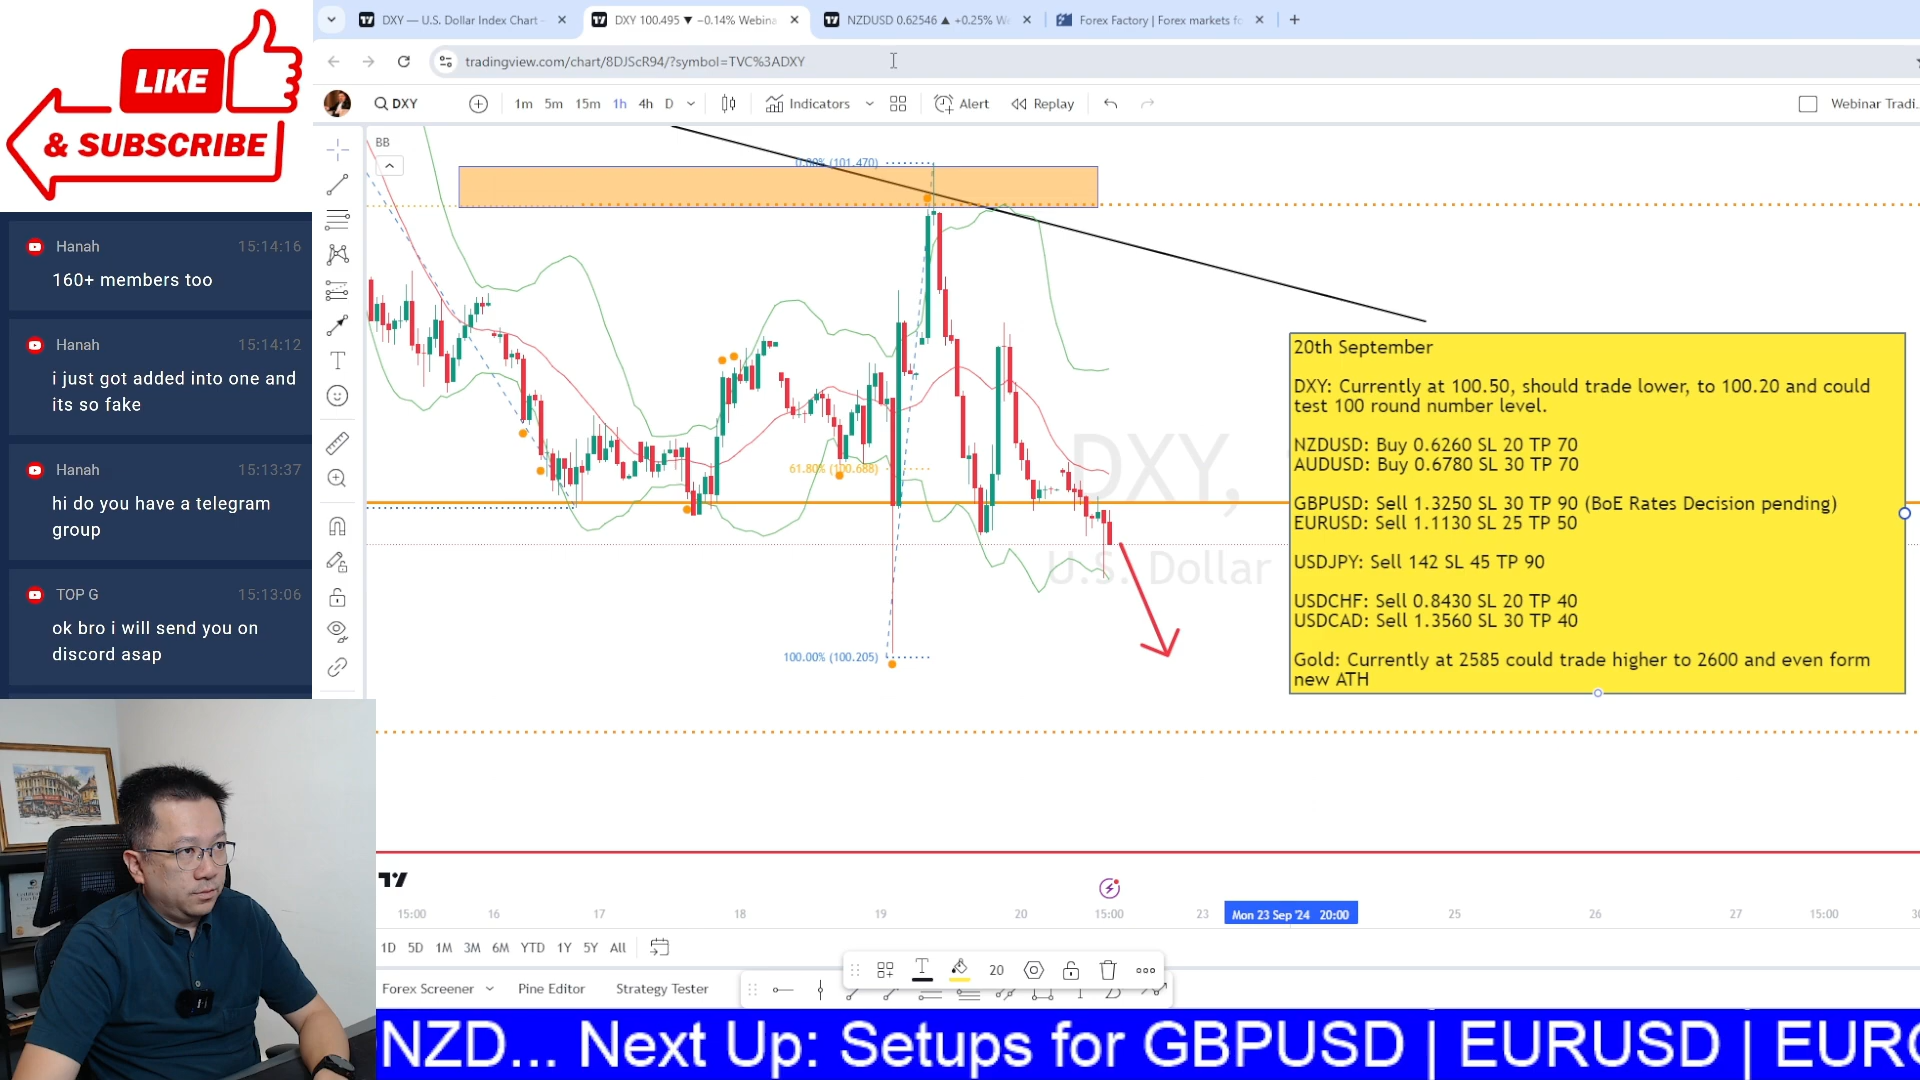 DXY — U.S. Dollar Index Chart
DXY 100.495 ▼ −0.14% Webina
NZDUSD 0.62546 ▲ +0.25% W
Forex Factory | Forex markets fo
tradingview.com/chart/8DJScR94/?symbol=TVC%3ADXY
DXY
1m 5m 15m 1h 4h D
Indicators
Alert
Replay
Webinar Tradi...
LIKE
& SUBSCRIBE
Hanah 15:14:16
160+ members too
Hanah 15:14:12
i just got added into one and
its so fake
Hanah 15:13:37
hi do you have a telegram
group
TOP G 15:13:06
ok bro i will send you on
discord asap
BB
0.00% (101.470)
61.80% (100.688)
100.00% (100.205)
DXY,
U.S. Dollar
20th September
DXY: Currently at 100.50, should trade lower, to 100.20 and could
test 100 round number level.
NZDUSD: Buy 0.6260 SL 20 TP 70
AUDUSD: Buy 0.6780 SL 30 TP 70
GBPUSD: Sell 1.3250 SL 30 TP 90 (BoE Rates Decision pending)
EURUSD: Sell 1.1130 SL 25 TP 50
USDJPY: Sell 142 SL 45 TP 90
USDCHF: Sell 0.8430 SL 20 TP 40
USDCAD: Sell 1.3560 SL 30 TP 40
Gold: Currently at 2585 could trade higher to 2600 and even form
new ATH
15:00 16 17 18 19 20 15:00 23 Mon 23 Sep '24 20:00 25 26 27 15:00
1D 5D 1M 3M 6M YTD 1Y 5Y All
20
Forex Screener
Pine Editor
Strategy Tester
NZD... Next Up: Setups for GBPUSD | EURUSD | EUR